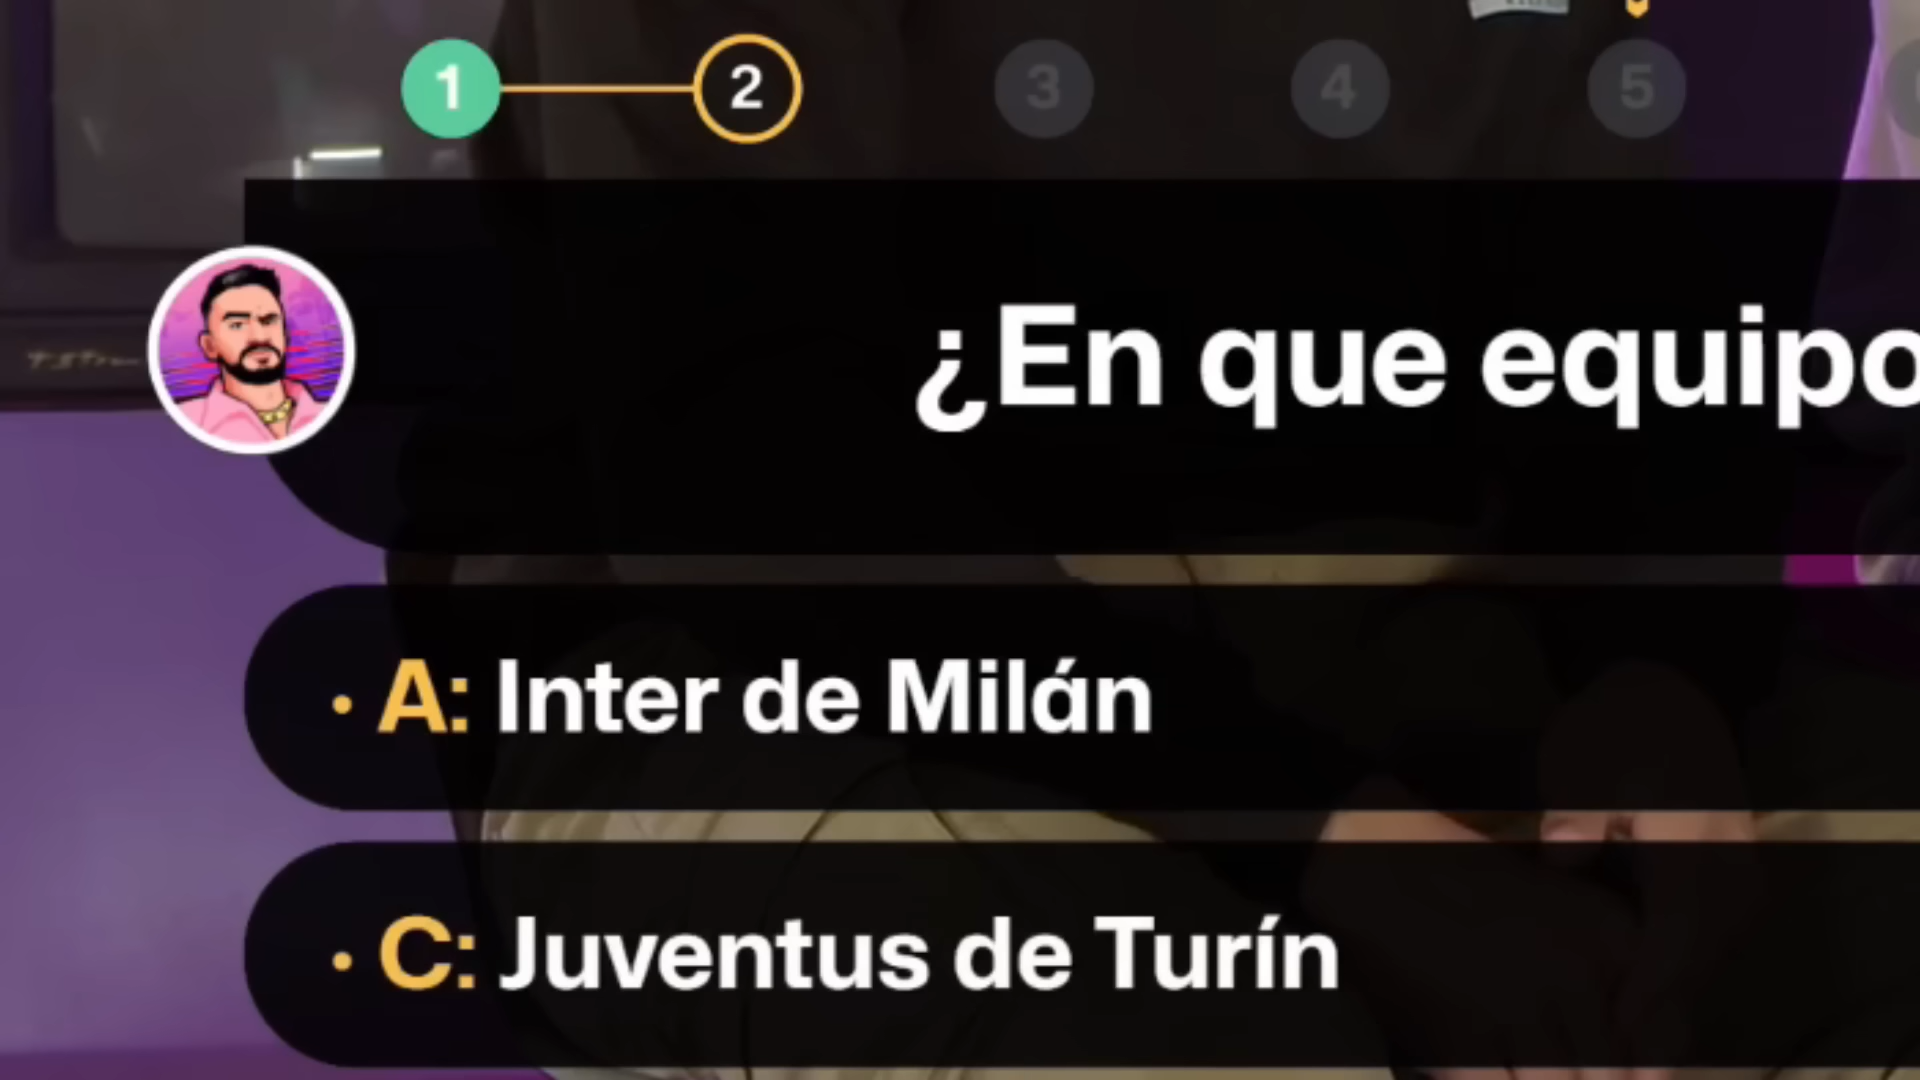 1 2 3 4 5
¿En que equipo
• A: Inter de Milán
• C: Juventus de Turín